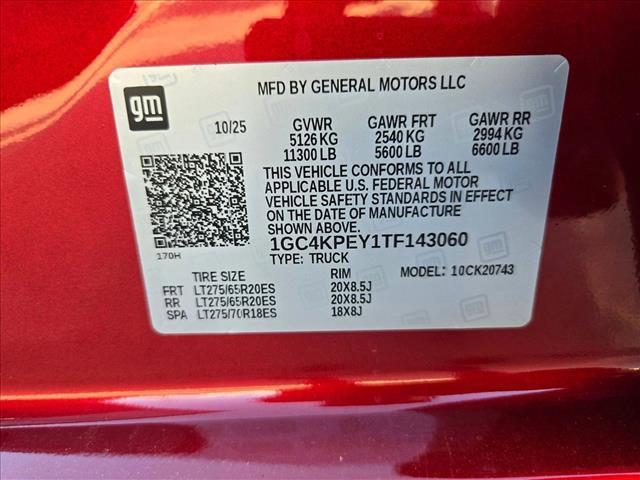 MFD BY GENERAL MOTORS LLC
gm
10/25
GVWR GAWR FRT GAWR RR
5126 KG 2540 KG 2994 KG
11300 LB 5600 LB 6600 LB
THIS VEHICLE CONFORMS TO ALL
APPLICABLE U.S. FEDERAL MOTOR
VEHICLE SAFETY STANDARDS IN EFFECT
ON THE DATE OF MANUFACTURE
SHOWN ABOVE.
170H
1GC4KPEY1TF143060
TYPE: TRUCK MODEL: 10CK20743
TIRE SIZE RIM
FRT LT275/65R20ES 20X8.5J
RR LT275/65R20ES 20X8.5J
SPA LT275/70R18ES 18X8J